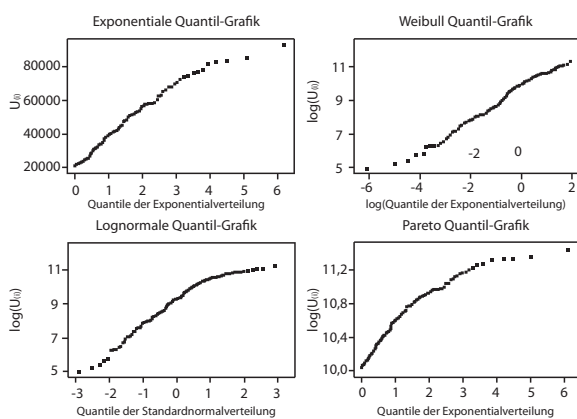 Exponentiale Quantil-Grafik
U(i)
80000
60000
40000
20000
0 1 2 3 4 5 6
Quantile der Exponentialverteilung
Weibull Quantil-Grafik
log(U(i))
11
9
7
5
-2 0
-6 -4 -2 0 2
log(Quantile der Exponentialverteilung)
Lognormale Quantil-Grafik
log(U(i))
11
9
7
5
-3 -2 -1 0 1 2 3
Quantile der Standardnormalverteilung
Pareto Quantil-Grafik
log(U(i))
11,2
10,8
10,4
10,0
0 1 2 3 4 5 6
Quantile der Exponentialverteilung